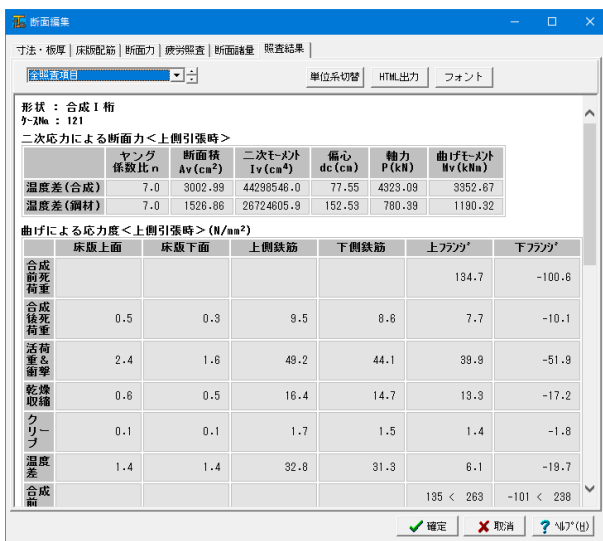 断面編集
寸法・板厚 床版配筋 断面力 疲労照査 断面諸量 照査結果
全照査項目 単位系切替 HTML出力 フォント
形状 : 合成I桁
ｹｰｽNo. : 121
二次応力による断面力<上側引張時>
ヤング係数比n 断面積Av(cm²) 二次ﾓｰﾒﾝﾄIv(cm⁴) 偏心dc(cm) 軸力P(kN) 曲げﾓｰﾒﾝﾄMv(kNm)
温度差(合成) 7.0 3002.99 44298546.0 77.55 4323.09 3352.67
温度差(鋼材) 7.0 1526.86 26724605.9 152.53 780.39 1190.32
曲げによる応力度<上側引張時>(N/mm²)
床版上面 床版下面 上側鉄筋 下側鉄筋 上ﾌﾗﾝｼﾞ 下ﾌﾗﾝｼﾞ
合成前死荷重 134.7 -100.6
合成後死荷重 0.5 0.3 9.5 8.6 7.7 -10.1
活荷重&衝撃 2.4 1.6 49.2 44.1 39.9 -51.9
乾燥収縮 0.6 0.5 16.4 14.7 13.3 -17.2
クリープ 0.1 0.1 1.7 1.5 1.4 -1.8
温度差 1.4 1.4 32.8 31.3 6.1 -19.7
合成前 135 < 263 -101 < 238
確定 取消 ﾍﾙﾌﾟ(H)